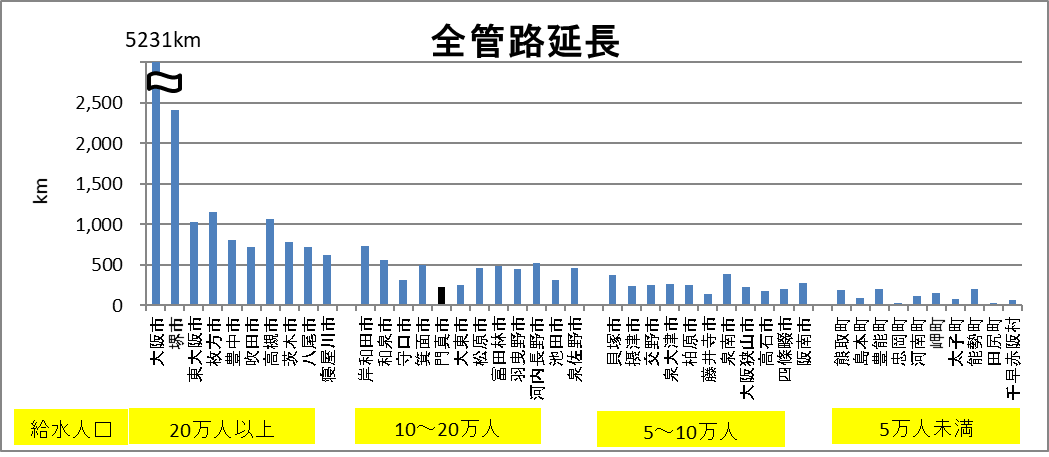 全管路延長
5231km
km
2,500
2,000
1,500
1,000
500
0
大阪市
堺市
東大阪市
枚方市
豊中市
吹田市
高槻市
茨木市
八尾市
寝屋川市
岸和田市
和泉市
守口市
箕面市
門真市
大東市
松原市
富田林市
羽曳野市
河内長野市
池田市
泉佐野市
貝塚市
摂津市
交野市
泉大津市
柏原市
藤井寺市
泉南市
大阪狭山市
高石市
四條畷市
阪南市
熊取町
島本町
豊能町
忠岡町
河南町
岬町
太子町
能勢町
田尻町
千早赤阪村
給水人口
20万人以上
10～20万人
5～10万人
5万人未満